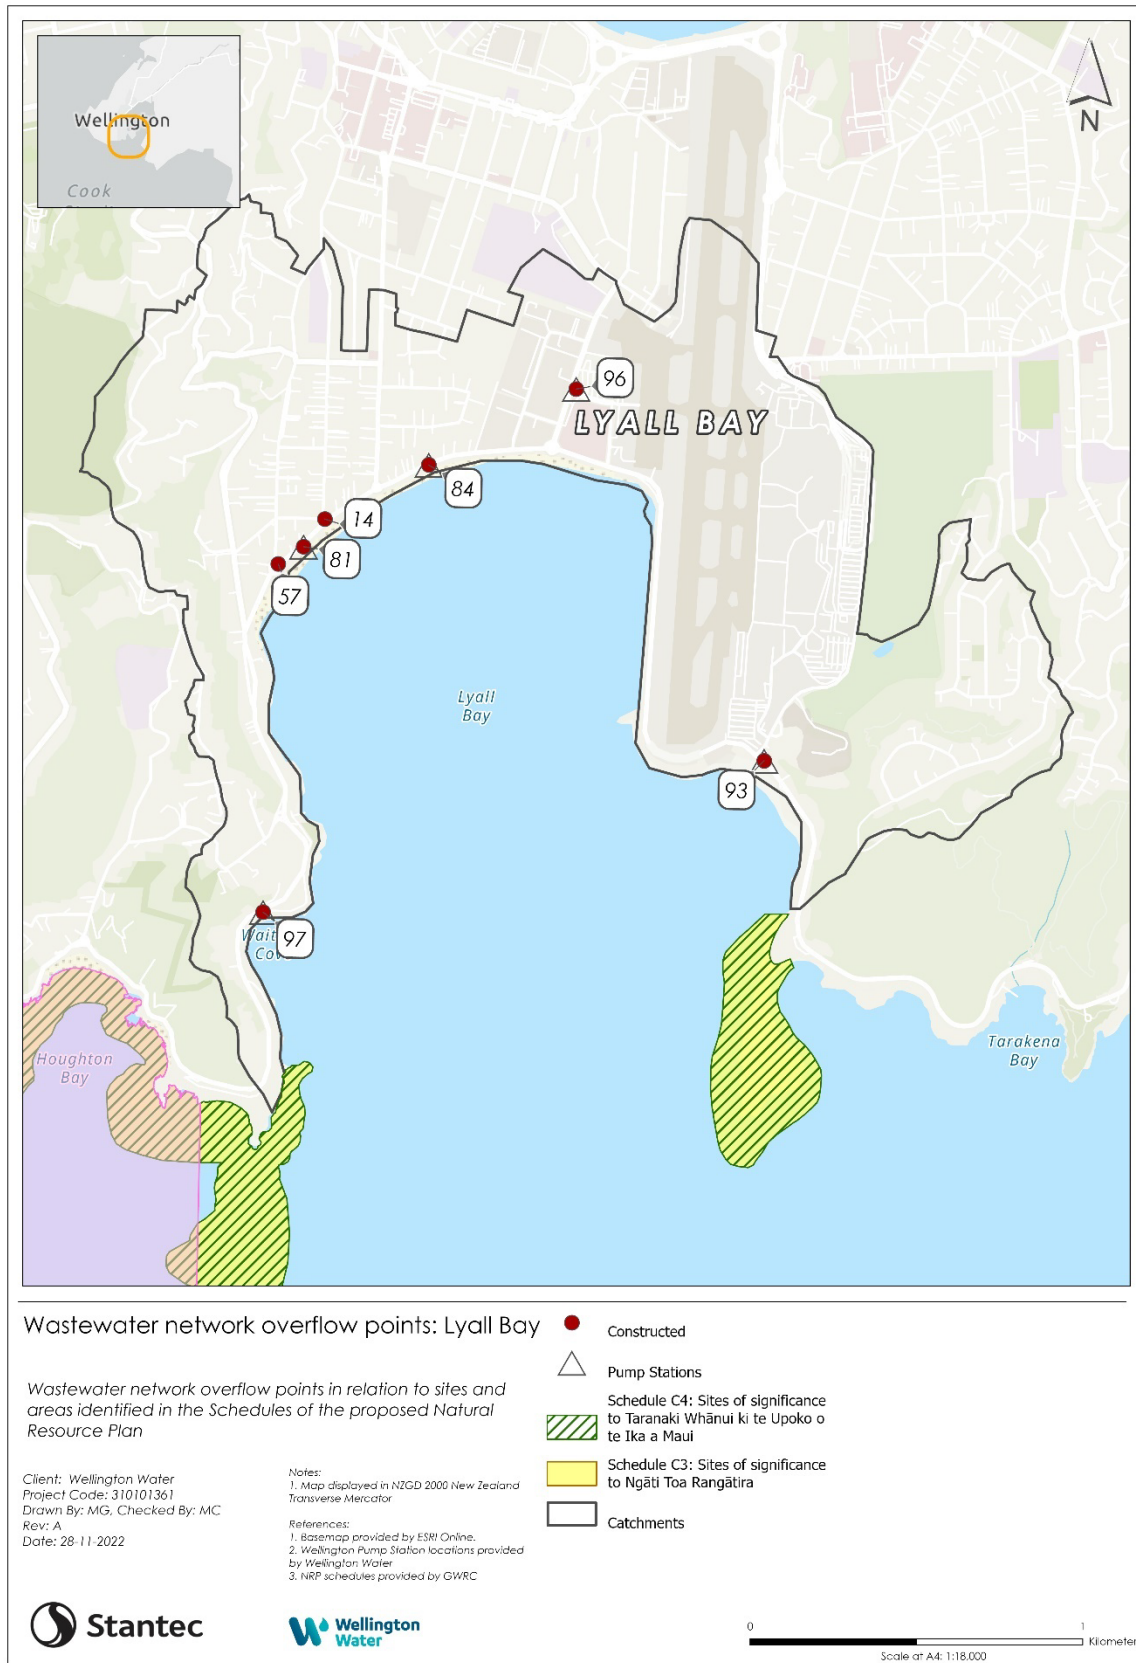 Wellington
Cook
N
96
LYALL BAY
84
14
81
57
Lyall
Bay
93
97
Cov
Houghton
Bay
Tarakena
Bay
Wastewater network overflow points: Lyall Bay
Wastewater network overflow points in relation to sites and
areas identified in the Schedules of the proposed Natural
Resource Plan
Client: Wellington Water
Project Code: 310101361
Drawn By: MG, Checked By: MC
Rev: A
Date: 28-11-2022
Notes:
1. Map displayed in NZGD 2000 New Zealand
Transverse Mercator
References:
1. Basemap provided by ESRI Online.
2. Wellington Pump Station locations provided
by Wellington Water
3. NRP schedules provided by GWRC
Constructed
Pump Stations
Schedule C4: Sites of significance
to Taranaki Whānui ki te Upoko o
te Ika a Maui
Schedule C3: Sites of significance
to Ngāti Toa Rangātira
Catchments
Stantec
Wellington
Water
0 1
Kilometer
Scale at A4: 1:18,000